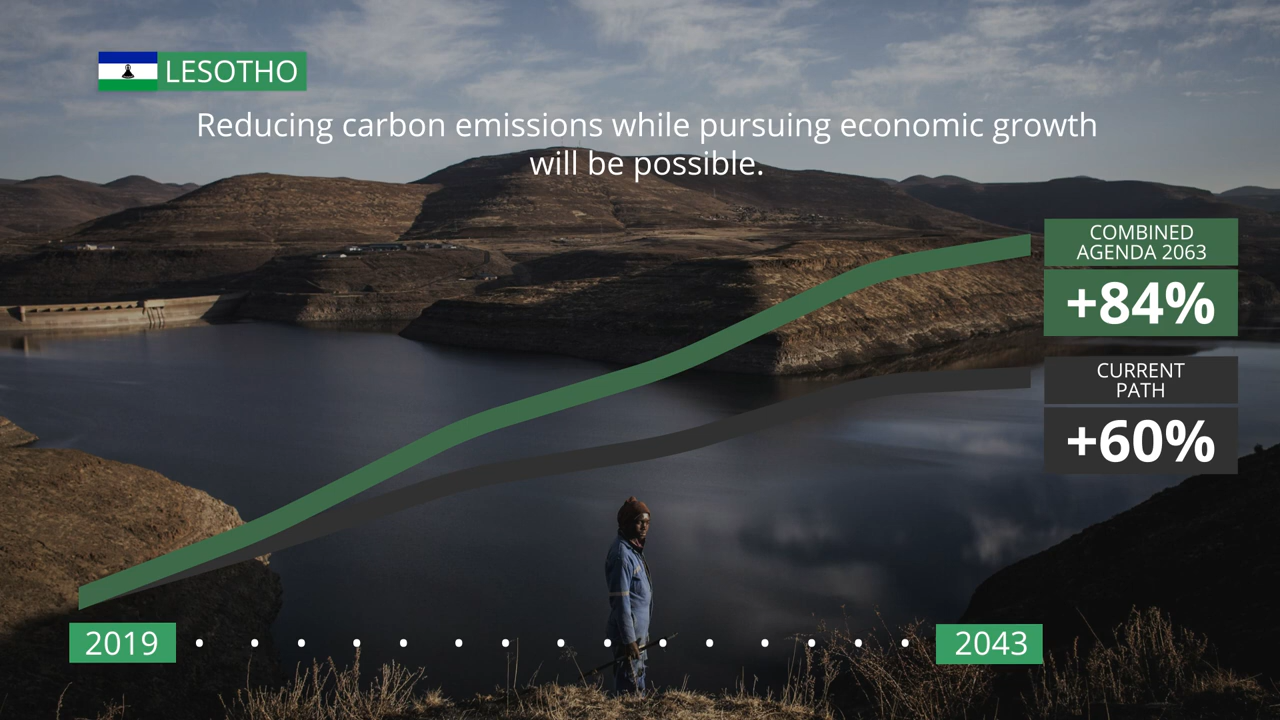 LESOTHO
Reducing carbon emissions while pursuing economic growth
will be possible.
COMBINED
AGENDA 2063
+84%
CURRENT
PATH
+60%
2019
2043